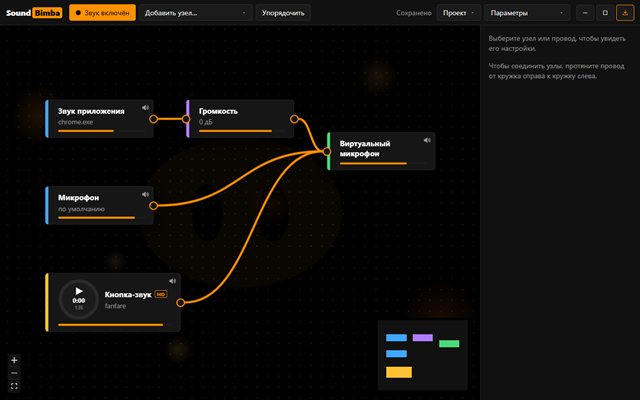 Sound Bimba
Звук включён
Добавить узел...
Упорядочить
Сохранено
Проект
Параметры
Выберите узел или провод, чтобы увидеть
его настройки.
Чтобы соединить узлы, протяните провод
от кружка справа к кружку слева.
Звук приложения
chrome.exe
Громкость
0 дБ
Виртуальный
микрофон
Микрофон
по умолчанию
0:00
Кнопка-звук HD
fanfare